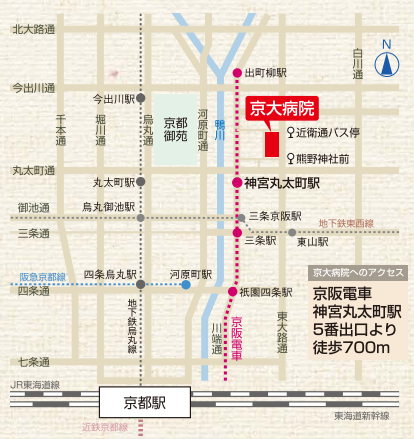 北大路通
白川通
N
出町柳駅
今出川通
今出川駅
京大病院
千本通
堀川通
烏丸通
京都
御苑
河原町通
鴨川
近衛通バス停
熊野神社前
丸太町通
丸太町駅
神宮丸太町駅
御池通
烏丸御池駅
三条京阪駅
地下鉄東西線
三条通
三条駅
東山駅
阪急京都線
四条烏丸駅
河原町駅
四条通
祇園四条駅
京大病院へのアクセス
京阪電車
神宮丸太町駅
5番出口より
徒歩700m
地下鉄烏丸線
川端通
京阪電車
東大路通
七条通
JR東海道線
京都駅
東海道新幹線
近鉄京都線